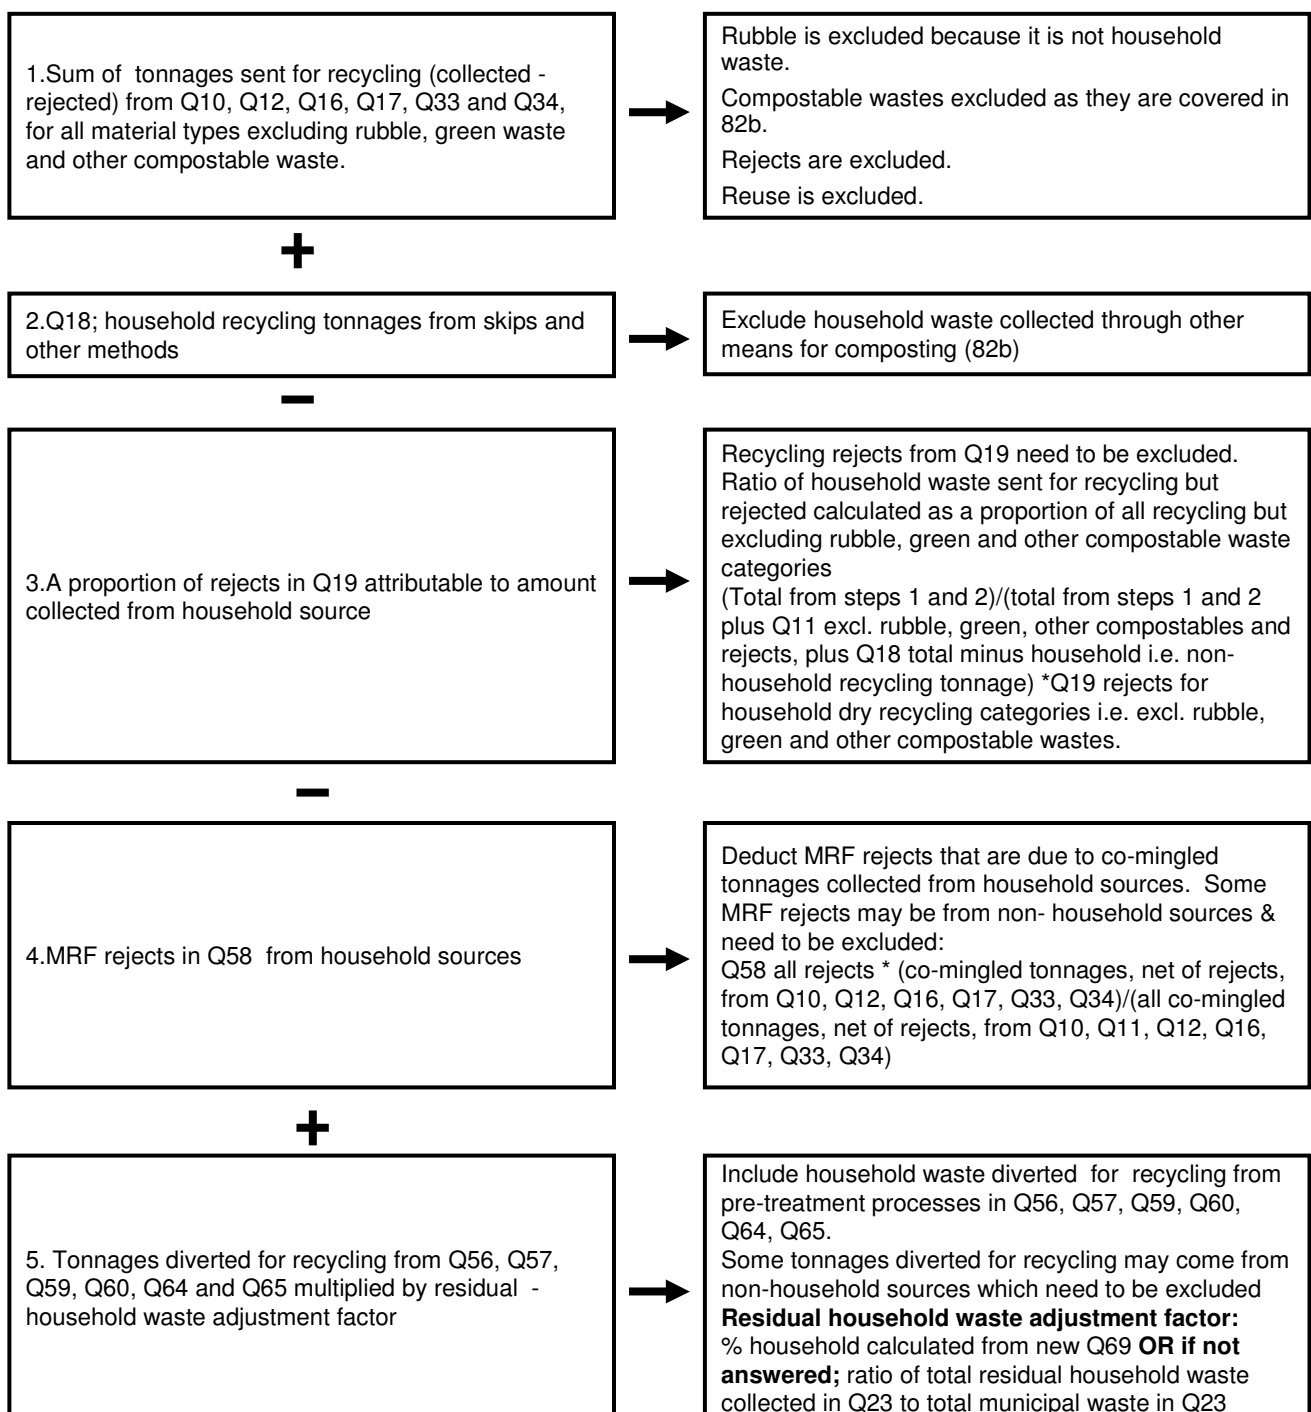 1.Sum of tonnages sent for recycling (collected -
rejected) from Q10, Q12, Q16, Q17, Q33 and Q34,
for all material types excluding rubble, green waste
and other compostable waste.
Rubble is excluded because it is not household
waste.
Compostable wastes excluded as they are covered in
82b.
Rejects are excluded.
Reuse is excluded.
+
2.Q18; household recycling tonnages from skips and
other methods
Exclude household waste collected through other
means for composting (82b)
–
3.A proportion of rejects in Q19 attributable to amount
collected from household source
Recycling rejects from Q19 need to be excluded.
Ratio of household waste sent for recycling but
rejected calculated as a proportion of all recycling but
excluding rubble, green and other compostable waste
categories
(Total from steps 1 and 2)/(total from steps 1 and 2
plus Q11 excl. rubble, green, other compostables and
rejects, plus Q18 total minus household i.e. non-
household recycling tonnage) *Q19 rejects for
household dry recycling categories i.e. excl. rubble,
green and other compostable wastes.
–
4.MRF rejects in Q58 from household sources
Deduct MRF rejects that are due to co-mingled
tonnages collected from household sources. Some
MRF rejects may be from non- household sources &
need to be excluded:
Q58 all rejects * (co-mingled tonnages, net of rejects,
from Q10, Q12, Q16, Q17, Q33, Q34)/(all co-mingled
tonnages, net of rejects, from Q10, Q11, Q12, Q16,
Q17, Q33, Q34)
+
5. Tonnages diverted for recycling from Q56, Q57,
Q59, Q60, Q64 and Q65 multiplied by residual -
household waste adjustment factor
Include household waste diverted for recycling from
pre-treatment processes in Q56, Q57, Q59, Q60,
Q64, Q65.
Some tonnages diverted for recycling may come from
non-household sources which need to be excluded
Residual household waste adjustment factor:
% household calculated from new Q69 OR if not
answered; ratio of total residual household waste
collected in Q23 to total municipal waste in Q23